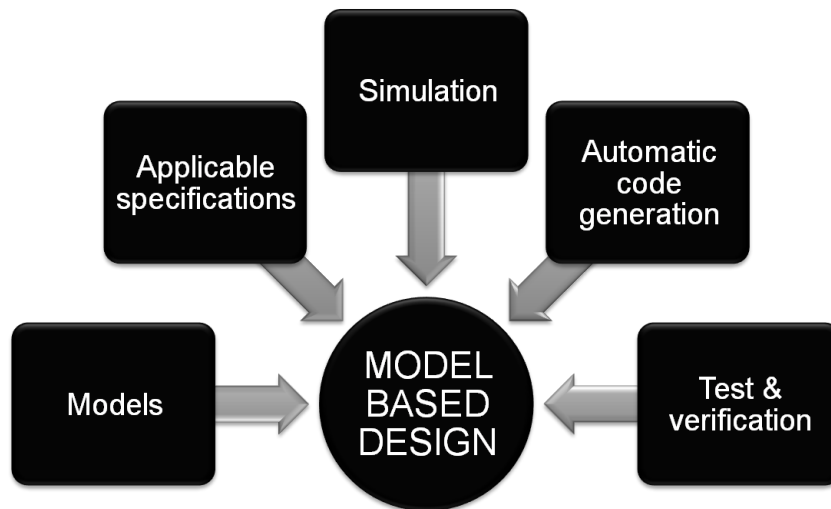 Simulation
Applicable
specifications
Automatic
code
generation
Models
MODEL
BASED
DESIGN
Test &
verification